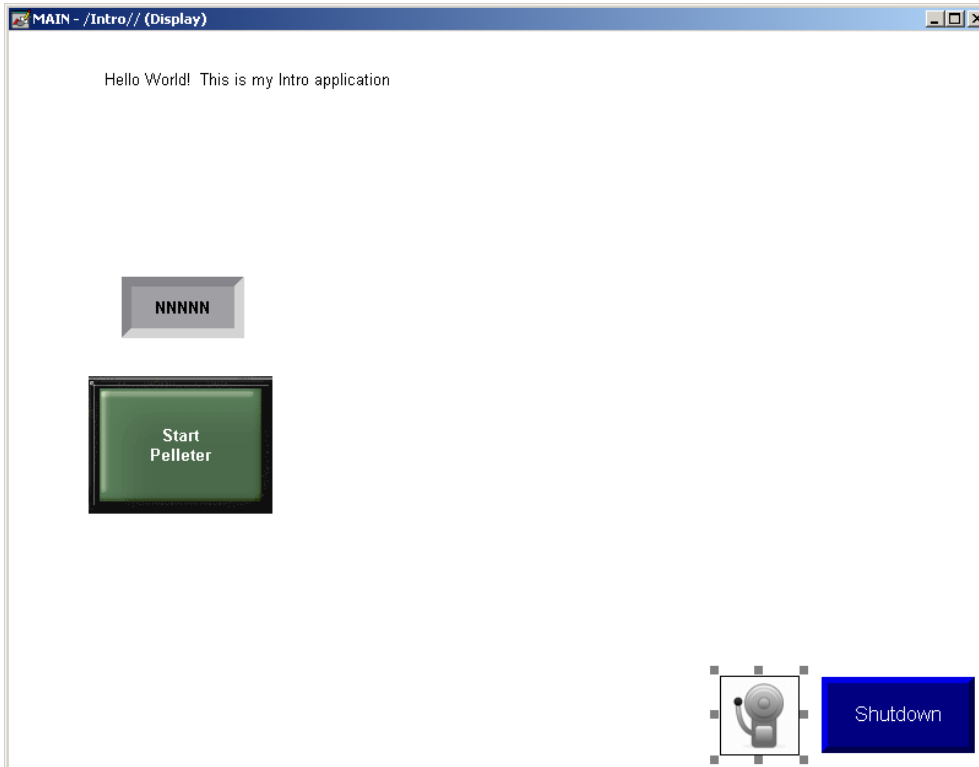 MAIN - /Intro// (Display)
Hello World!  This is my Intro application
NNNNN
Start
Pelleter
Shutdown